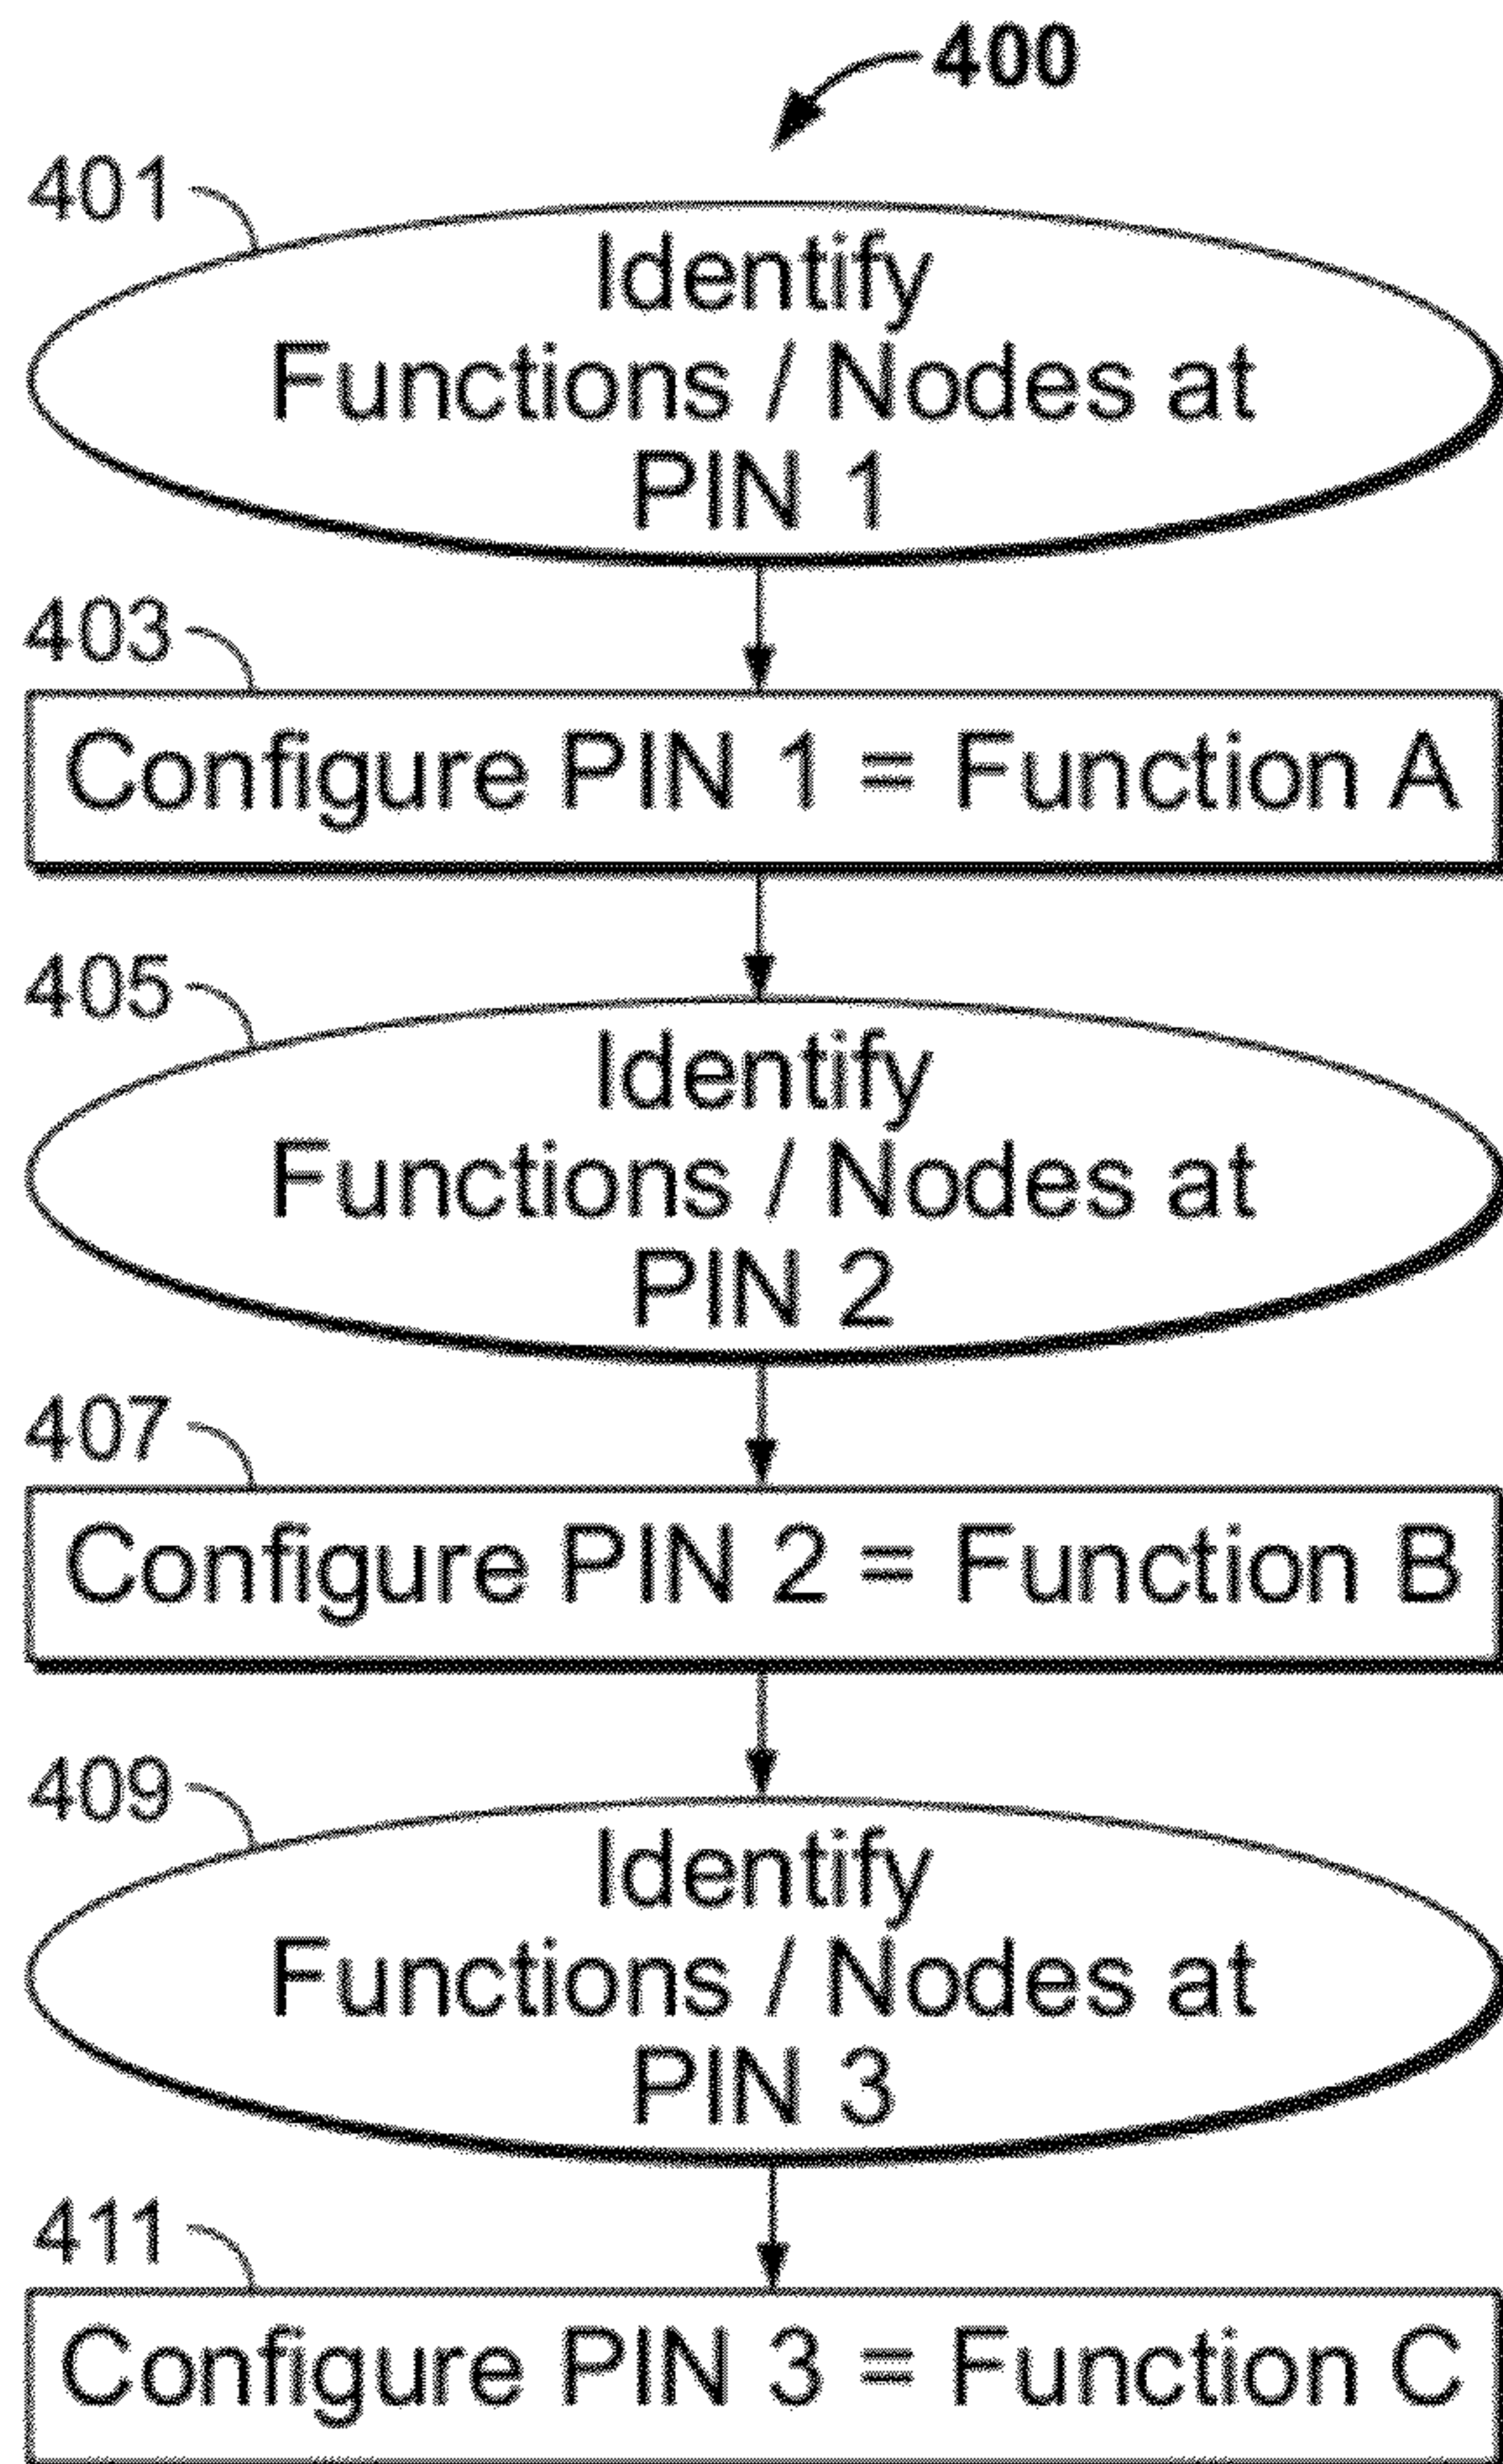 400
401
Identify
Functions / Nodes at
PIN 1
403
Configure PIN 1 = Function A
405
Identify
Functions / Nodes at
PIN 2
407
Configure PIN 2 = Function B
409
Identify
Functions / Nodes at
PIN 3
411
Configure PIN 3 = Function C